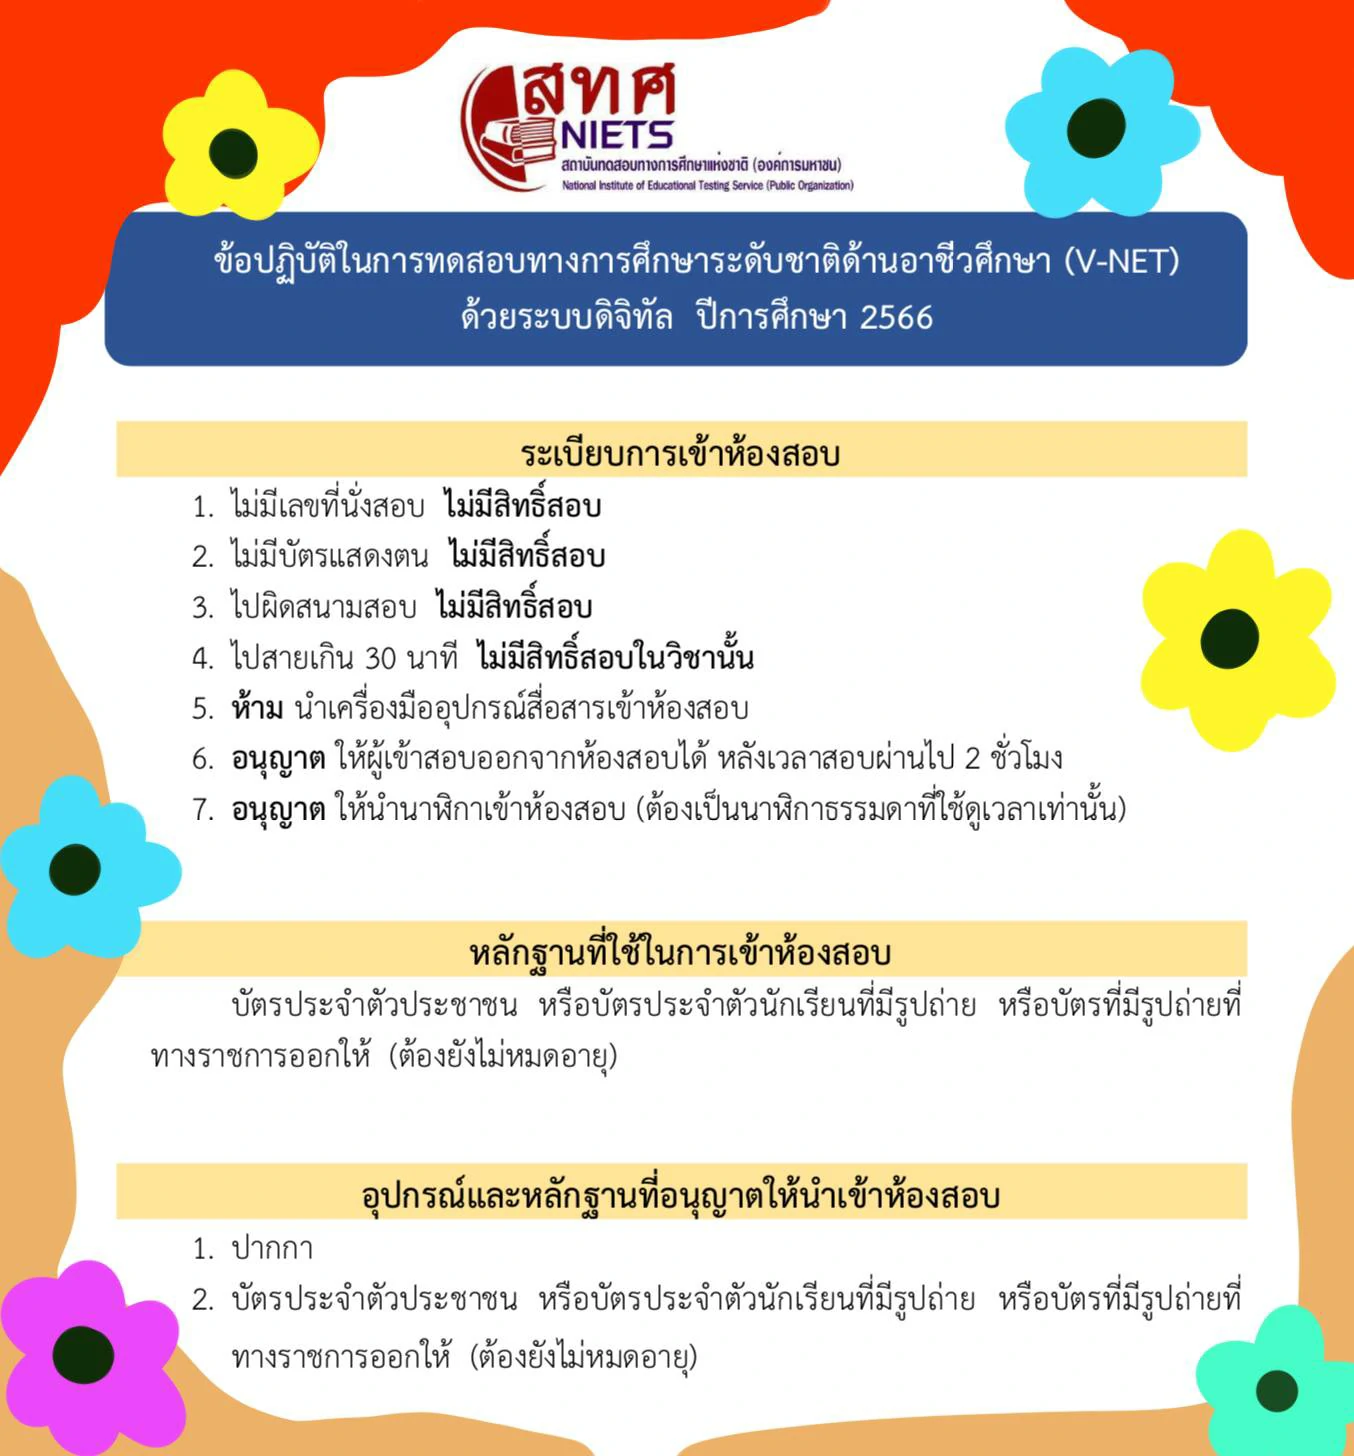 สทศ
NIETS
สถาบันทดสอบทางการศึกษาแห่งชาติ (องค์การมหาชน)
National Institute of Educational Testing Service (Public Organization)
ข้อปฏิบัติในการทดสอบทางการศึกษาระดับชาติด้านอาชีวศึกษา (V-NET)
ด้วยระบบดิจิทัล ปีการศึกษา 2566
ระเบียบการเข้าห้องสอบ
1. ไม่มีเลขที่นั่งสอบ ไม่มีสิทธิ์สอบ
2. ไม่มีบัตรแสดงตน ไม่มีสิทธิ์สอบ
3. ไปผิดสนามสอบ ไม่มีสิทธิ์สอบ
4. ไปสายเกิน 30 นาที ไม่มีสิทธิ์สอบในวิชานั้น
5. ห้าม นำเครื่องมืออุปกรณ์สื่อสารเข้าห้องสอบ
6. อนุญาต ให้ผู้เข้าสอบออกจากห้องสอบได้ หลังเวลาสอบผ่านไป 2 ชั่วโมง
7. อนุญาต ให้นำนาฬิกาเข้าห้องสอบ (ต้องเป็นนาฬิกาธรรมดาที่ใช้ดูเวลาเท่านั้น)
หลักฐานที่ใช้ในการเข้าห้องสอบ
บัตรประจำตัวประชาชน หรือบัตรประจำตัวนักเรียนที่มีรูปถ่าย หรือบัตรที่มีรูปถ่ายที่
ทางราชการออกให้ (ต้องยังไม่หมดอายุ)
อุปกรณ์และหลักฐานที่อนุญาตให้นำเข้าห้องสอบ
1. ปากกา
2. บัตรประจำตัวประชาชน หรือบัตรประจำตัวนักเรียนที่มีรูปถ่าย หรือบัตรที่มีรูปถ่ายที่
ทางราชการออกให้ (ต้องยังไม่หมดอายุ)